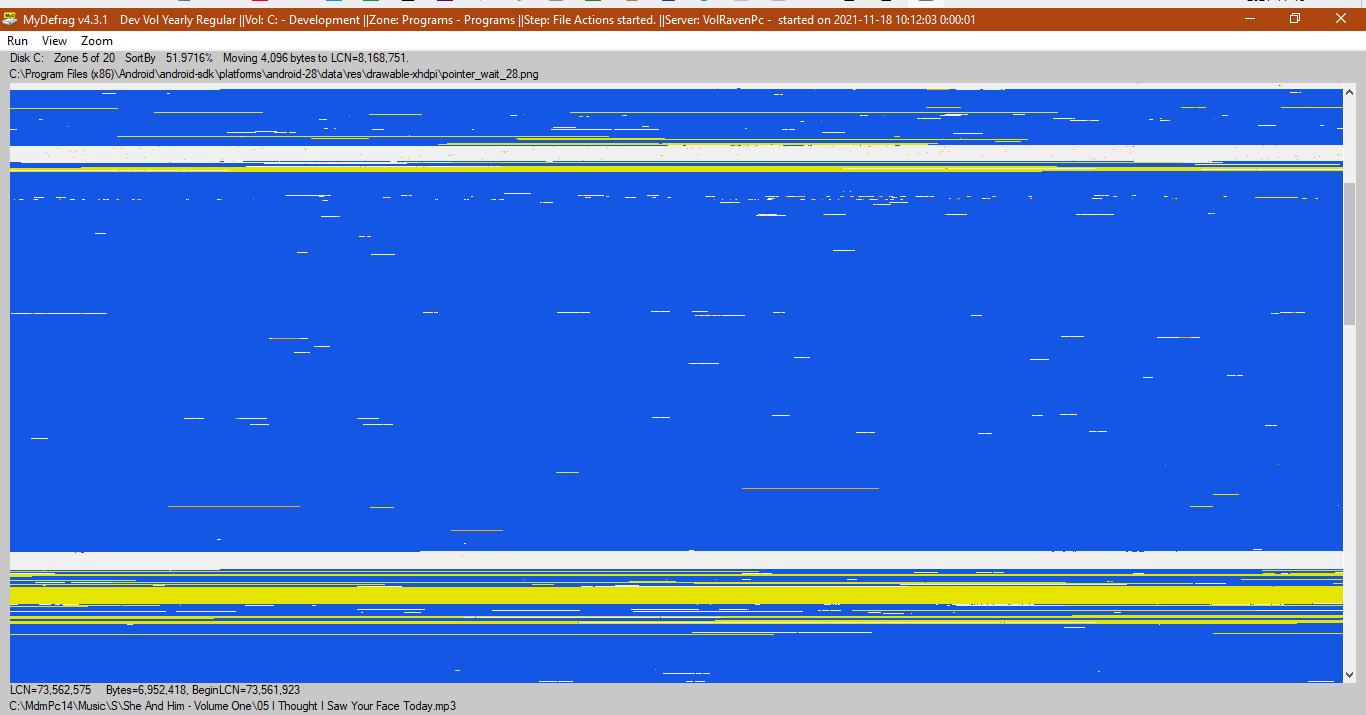 MyDefrag v4.3.1 Dev Vol Yearly Regular ||Vol: C: - Development ||Zone: Programs - Programs ||Step: File Actions started. ||Server: VolRavenPc - started on 2021-11-18 10:12:03 0:00:01
Run View Zoom
Disk C: Zone 5 of 20 SortBy 51.9716% Moving 4,096 bytes to LCN=8,168,751.
C:\Program Files (x86)\Android\android-sdk\platforms\android-28\data\res\drawable-xhdpi\pointer_wait_28.png
LCN=73,562,575 Bytes=6,952,418, BeginLCN=73,561,923
C:\MdmPc14\Music\S\She And Him - Volume One\05 I Thought I Saw Your Face Today.mp3